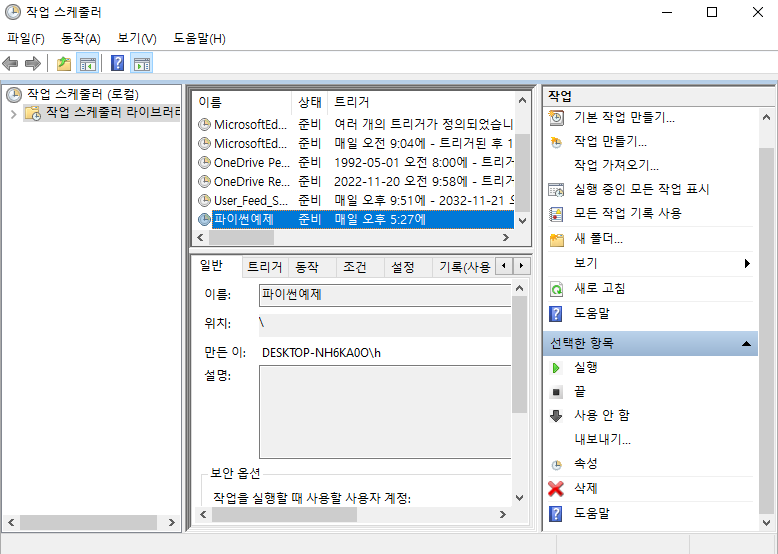 작업 스케줄러
파일(F) 동작(A) 보기(V) 도움말(H)
작업 스케줄러 (로컬)
작업 스케줄러 라이브러리
이름 상태 트리거
MicrosoftEd... 준비 여러 개의 트리거가 정의되었습니
MicrosoftEd... 준비 매일 오전 9:04에 - 트리거된 후 1
OneDrive Pe... 준비 1992-05-01 오전 8:00에 - 트리거
OneDrive Re... 준비 2022-11-20 오전 9:58에 - 트리거
User_Feed_S... 준비 매일 오후 9:51에 - 2032-11-21 오
파이썬예제 준비 매일 오후 5:27에
일반 트리거 동작 조건 설정 기록(사용
이름: 파이썬예제
위치: \
만든 이: DESKTOP-NH6KA0O\h
설명:
보안 옵션
작업을 실행할 때 사용할 사용자 계정:
작업
기본 작업 만들기...
작업 만들기...
작업 가져오기...
실행 중인 모든 작업 표시
모든 작업 기록 사용
새 폴더...
보기
새로 고침
도움말
선택한 항목
실행
끝
사용 안 함
내보내기...
속성
삭제
도움말